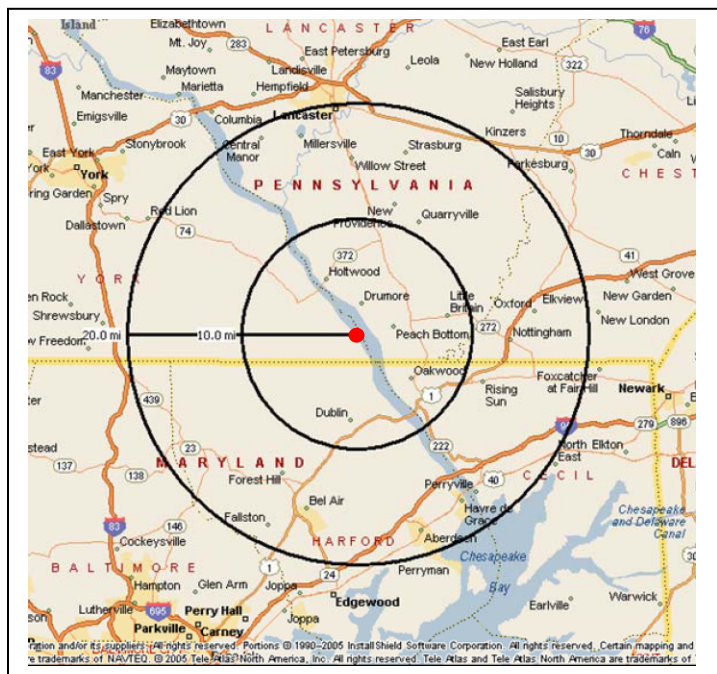 Island
Elizabethtown
LANCASTER
76
Mt. Joy
283
East Petersburg
East Earl
Landisville
Leola
New Holland
322
83
Maytown
Hempfield
Manchester
Marietta
Salisbury
Heights
Emigsville
30
Columbia
Lancaster
Kinzers
Thorndale
East York
Stonybrook
Central
Manor
Millersville
Strasburg
10
30
Caln
York
York
Willow Street
Parkesburg
CHEST
ring Garden
Spry
PENNSYLVANIA
Dallastown
Red Lion
New
Providence
Quarryville
74
372
41
YORK
Holtwood
West Grove
en Rock
Drumore
Little
Britain
Oxford
Elkview
New Garden
Shrewsbury
New London
w Freedom
20.0 mi
10.0 mi
Peach Bottom
272
Nottingham
Oakwood
Foxcatcher
at Fair Hill
Newark
439
1
Rising
Sun
Dublin
279
896
23
222
North
East
Elkton
stead
137
138
MARYLAND
CECIL
DEL
Forest Hill
Perryville
40
Bel Air
Havre de
Grace
Chesapeake
and Delaware
Canal
83
146
Fallston
Cockeysville
HARFORD
Aberdeen
Chesapeake
Bay
BALTIMORE
1
24
Perryman
30
Hampton
Glen Arm
Joppa
Edgewood
Lutherville
695
Perry Hall
Joppa
Earlville
Warwick
Parkville
Carney
ration and/or its suppliers. All rights reserved. Portions © 1990-2005 InstallShield Software Corporation. All rights reserved. Certain mapping and
re trademarks of NAVTEQ. © 2005 Tele Atlas North America, Inc. All rights reserved. Tele Atlas and Tele Atlas North America are trademarks of